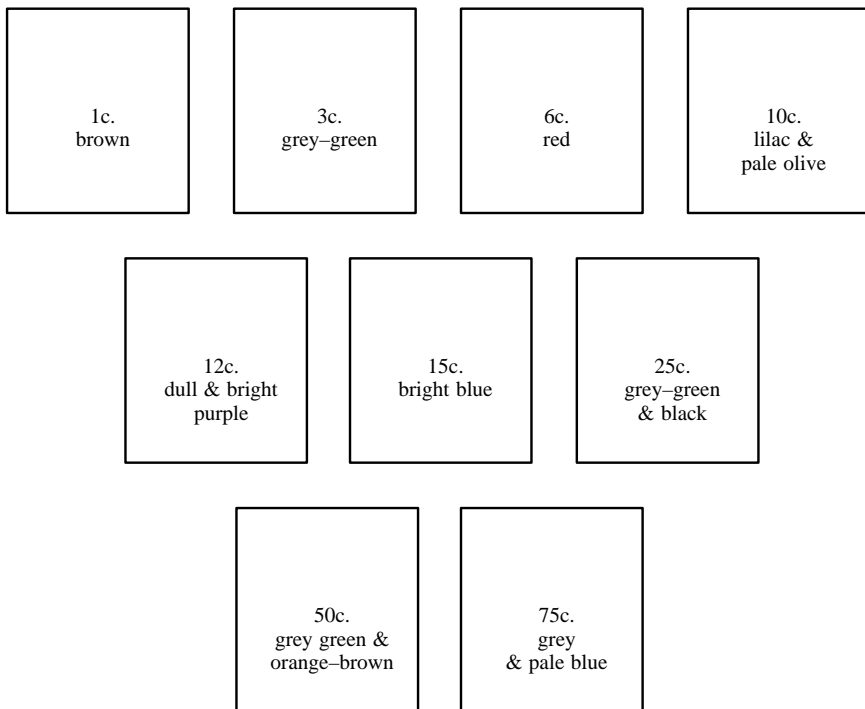 1c.
brown
3c.
grey–green
6c.
red
10c.
lilac &
pale olive
12c.
dull & bright
purple
15c.
bright blue
25c.
grey–green
& black
50c.
grey green &
orange–brown
75c.
grey
& pale blue